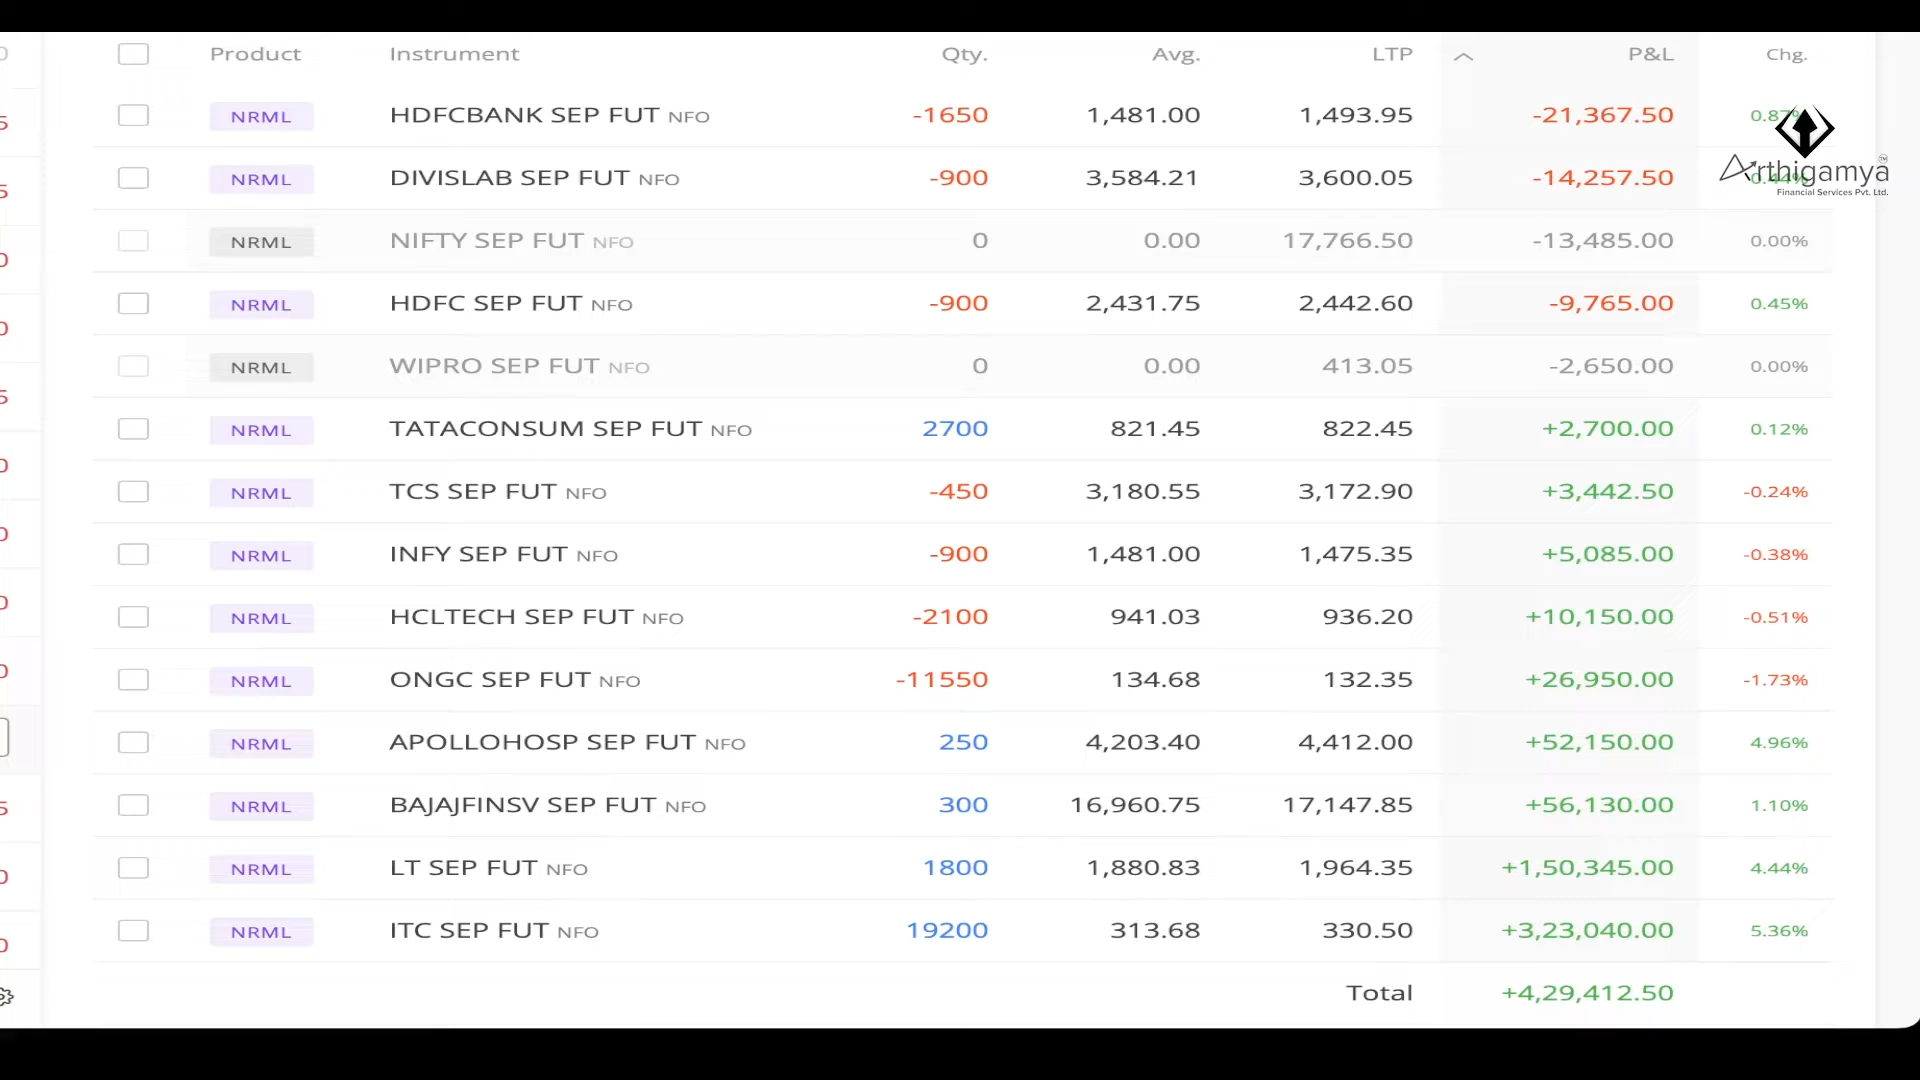 Product Instrument Qty. Avg. LTP P&L Chg.
NRML HDFCBANK SEP FUT NFO -1650 1,481.00 1,493.95 -21,367.50
NRML DIVISLAB SEP FUT NFO -900 3,584.21 3,600.05 -14,257.50
Arthigamya
Financial Services Pvt. Ltd.
NRML NIFTY SEP FUT NFO 0 0.00 17,766.50 -13,485.00 0.00%
NRML HDFC SEP FUT NFO -900 2,431.75 2,442.60 -9,765.00 0.45%
NRML WIPRO SEP FUT NFO 0 0.00 413.05 -2,650.00 0.00%
NRML TATACONSUM SEP FUT NFO 2700 821.45 822.45 +2,700.00 0.12%
NRML TCS SEP FUT NFO -450 3,180.55 3,172.90 +3,442.50 -0.24%
NRML INFY SEP FUT NFO -900 1,481.00 1,475.35 +5,085.00 -0.38%
NRML HCLTECH SEP FUT NFO -2100 941.03 936.20 +10,150.00 -0.51%
NRML ONGC SEP FUT NFO -11550 134.68 132.35 +26,950.00 -1.73%
NRML APOLLOHOSP SEP FUT NFO 250 4,203.40 4,412.00 +52,150.00 4.96%
NRML BAJAJFINSV SEP FUT NFO 300 16,960.75 17,147.85 +56,130.00 1.10%
NRML LT SEP FUT NFO 1800 1,880.83 1,964.35 +1,50,345.00 4.44%
NRML ITC SEP FUT NFO 19200 313.68 330.50 +3,23,040.00 5.36%
Total +4,29,412.50